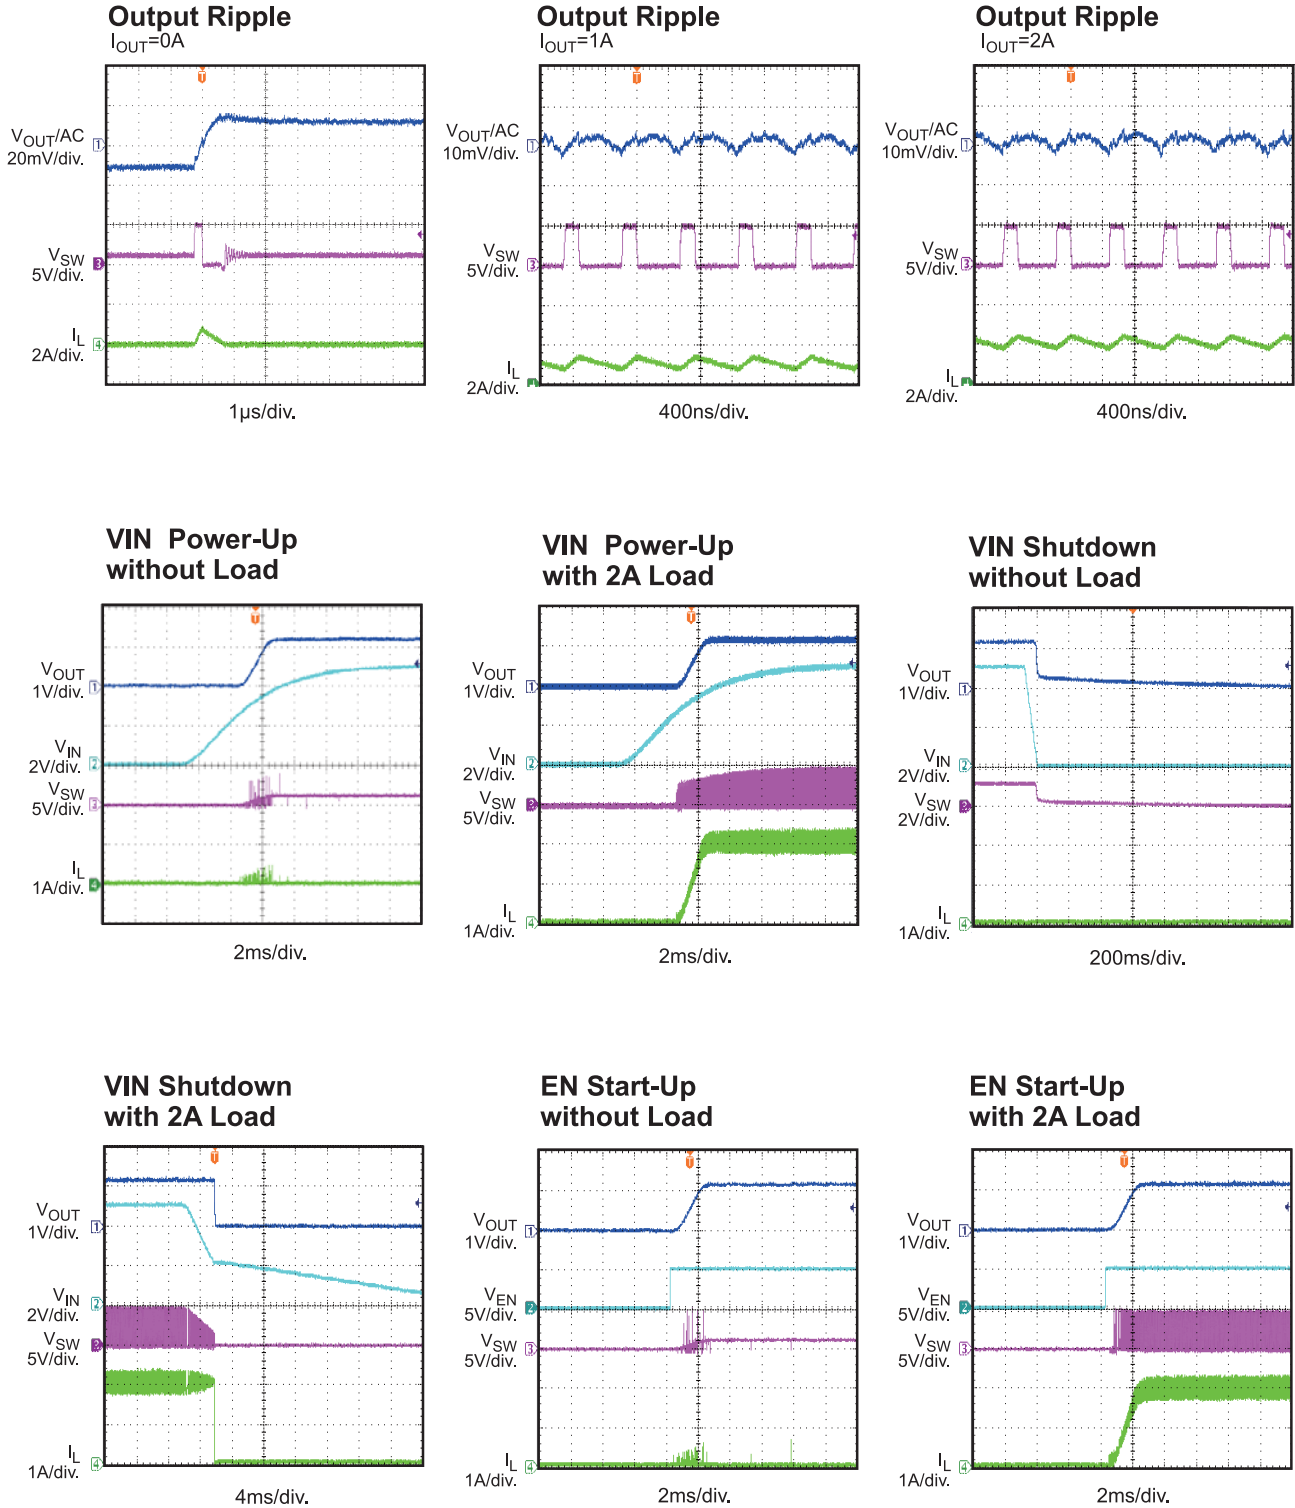 Output Ripple
IOUT=0A
VOUT/AC
20mV/div.
VSW
5V/div.
IL
2A/div.
1µs/div.
Output Ripple
IOUT=1A
VOUT/AC
10mV/div.
VSW
5V/div.
IL
2A/div.
400ns/div.
Output Ripple
IOUT=2A
VOUT/AC
10mV/div.
VSW
5V/div.
IL
2A/div.
400ns/div.
VIN Power-Up
without Load
VOUT
1V/div.
VIN
2V/div.
VSW
5V/div.
IL
1A/div.
2ms/div.
VIN Power-Up
with 2A Load
VOUT
1V/div.
VIN
2V/div.
VSW
5V/div.
IL
1A/div.
2ms/div.
VIN Shutdown
without Load
VOUT
1V/div.
VIN
2V/div.
VSW
2V/div.
IL
1A/div.
200ms/div.
VIN Shutdown
with 2A Load
VOUT
1V/div.
VIN
2V/div.
VSW
5V/div.
IL
1A/div.
4ms/div.
EN Start-Up
without Load
VOUT
1V/div.
VEN
5V/div.
VSW
5V/div.
IL
1A/div.
2ms/div.
EN Start-Up
with 2A Load
VOUT
1V/div.
VEN
5V/div.
VSW
5V/div.
IL
1A/div.
2ms/div.